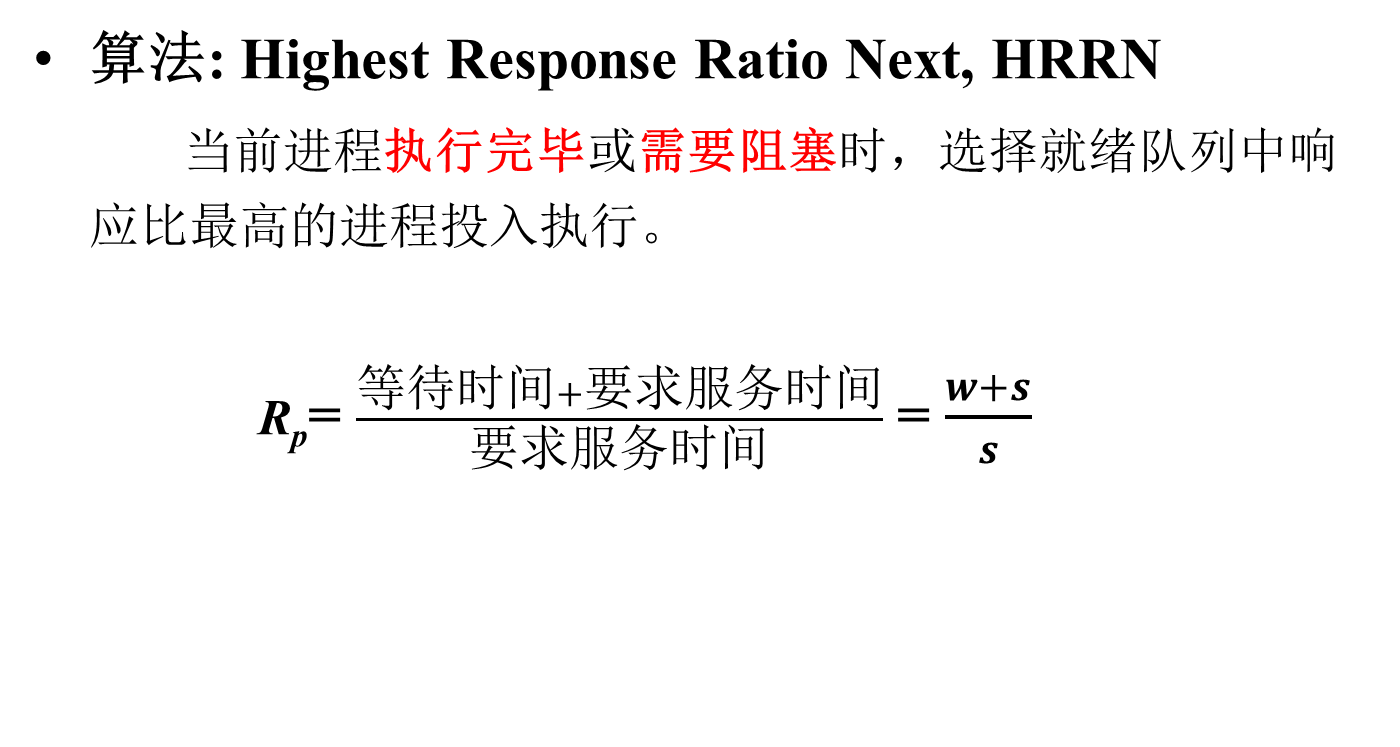 • 算法: Highest Response Ratio Next, HRRN
当前进程执行完毕或需要阻塞时，选择就绪队列中响
应比最高的进程投入执行。
Rp= 等待时间+要求服务时间 / 要求服务时间 = w+s / s